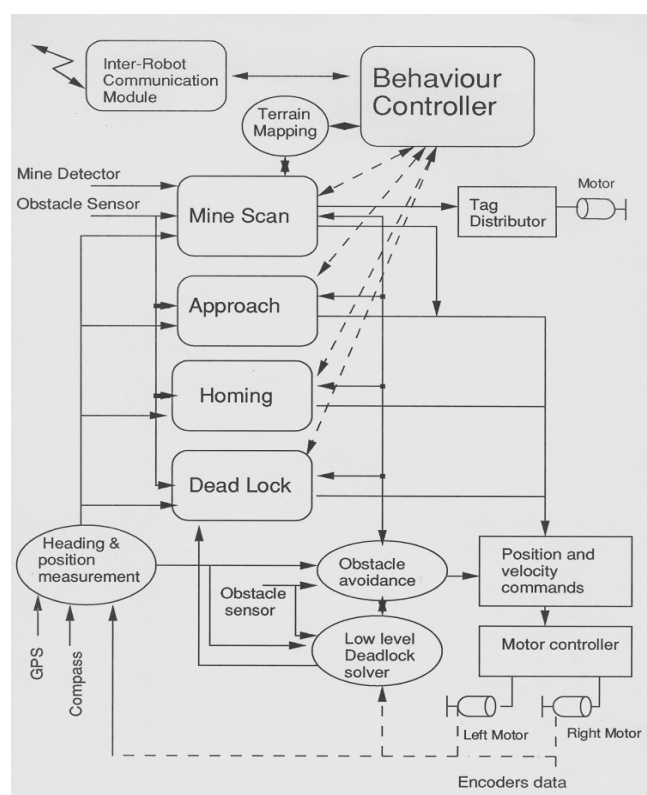 Inter-Robot
Communication
Module
Behaviour
Controller
Terrain
Mapping
Mine Detector
Obstacle Sensor
Mine Scan
Tag
Distributor
Motor
Approach
Homing
Dead Lock
Heading &
position
measurement
Obstacle
avoidance
Position and
velocity
commands
Obstacle
sensor
Low level
Deadlock
solver
Motor controller
GPS
Compass
Left Motor
Right Motor
Encoders data